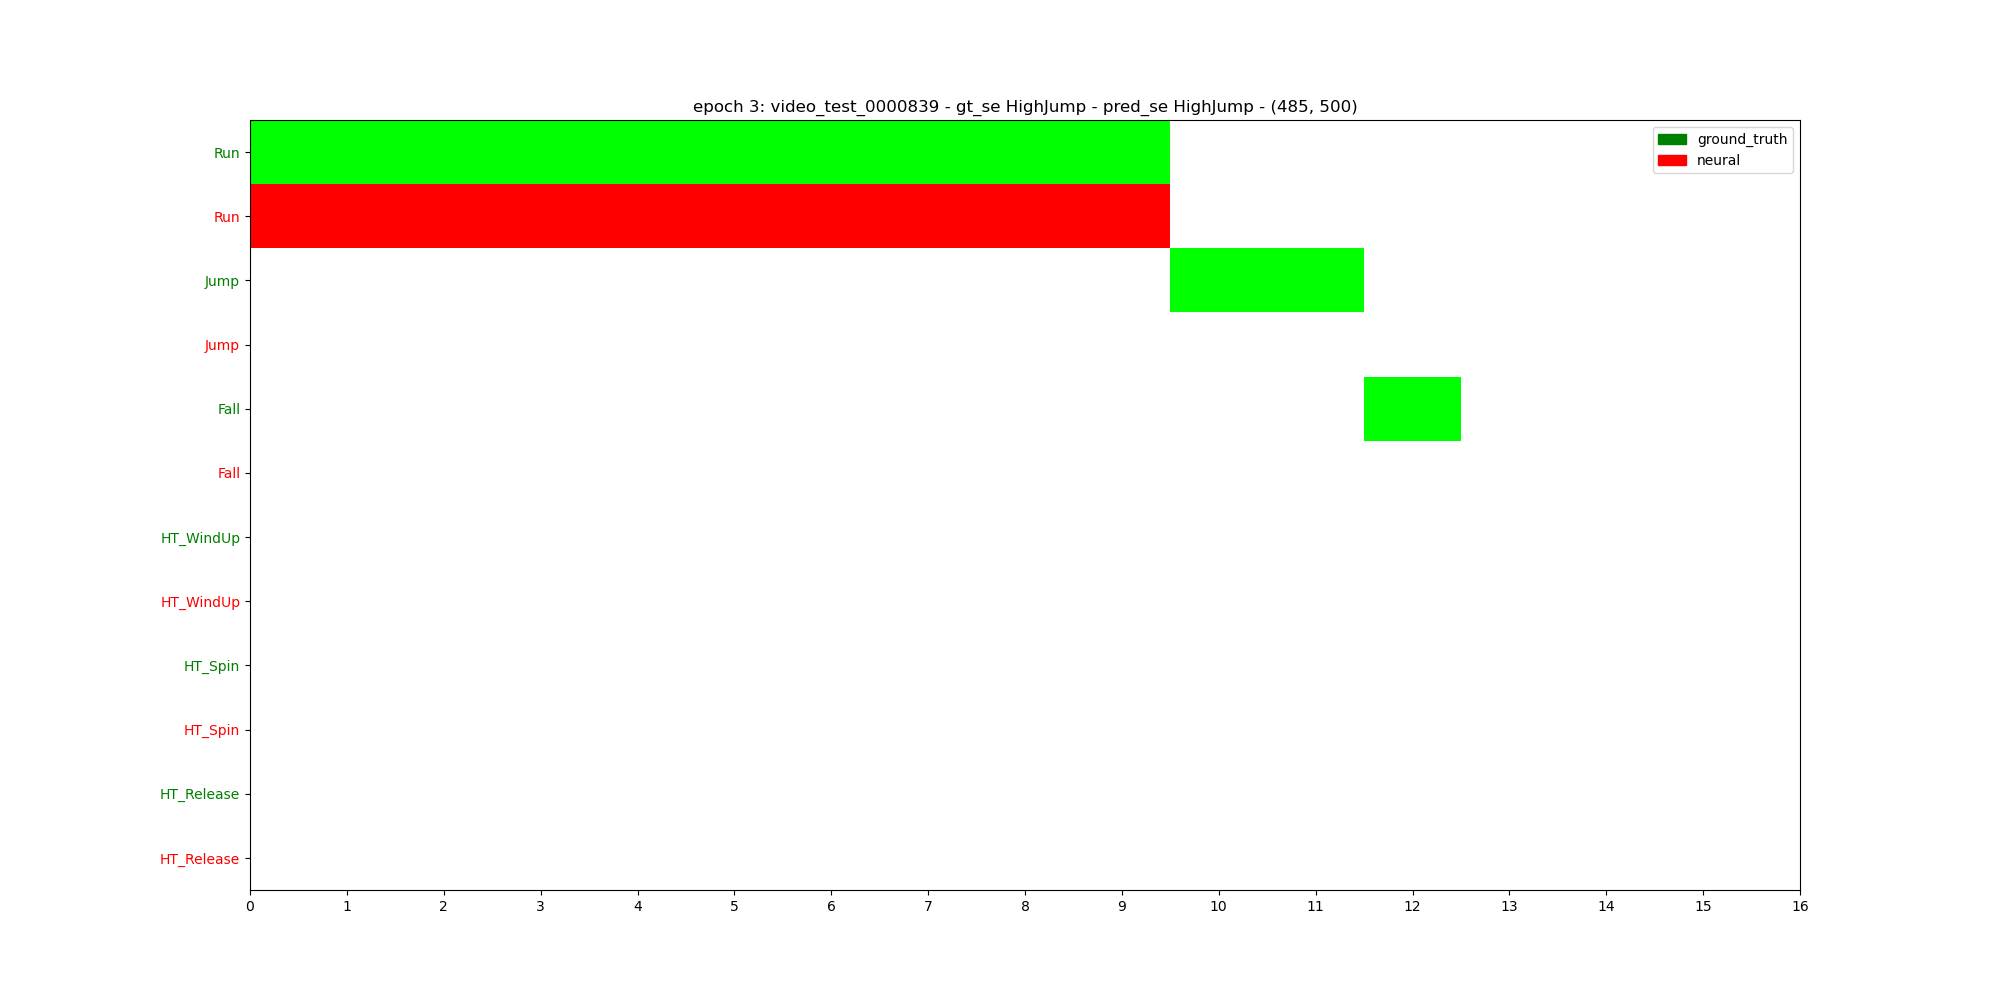 epoch 3: video_test_0000839 - gt_se HighJump - pred_se HighJump - (485, 500)
ground_truth
neural
Run
Run
Jump
Jump
Fall
Fall
HT_WindUp
HT_WindUp
HT_Spin
HT_Spin
HT_Release
HT_Release
0 1 2 3 4 5 6 7 8 9 10 11 12 13 14 15 16